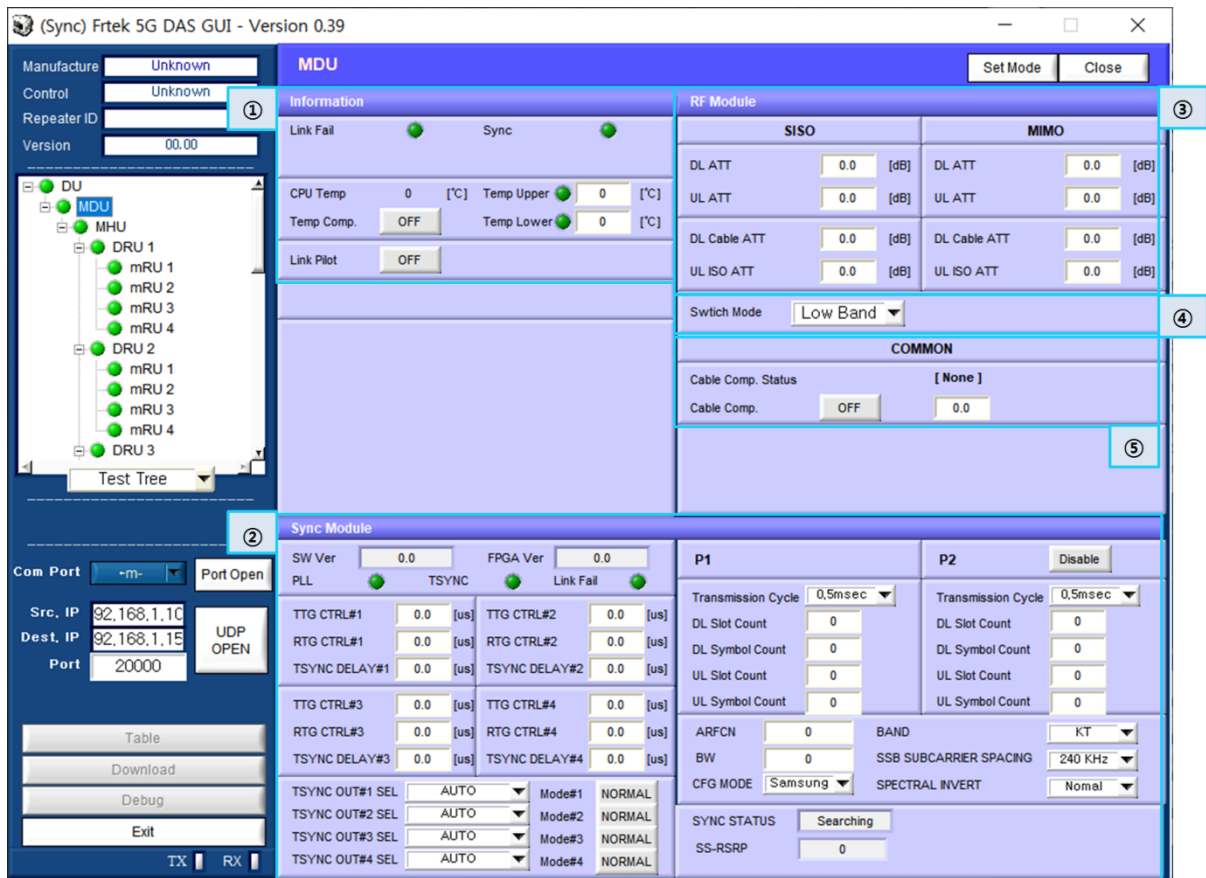 (Sync) Frtek 5G DAS GUI - Version 0.39
Manufacture Unknown
Control Unknown
Repeater ID
Version 00.00
DU
MDU
MHU
DRU 1
mRU 1
mRU 2
mRU 3
mRU 4
DRU 2
mRU 1
mRU 2
mRU 3
mRU 4
DRU 3
Test Tree
Com Port Port Open
Src. IP 92.168.1.10
Dest. IP 92.168.1.15
UDP OPEN
Port 20000
Table
Download
Debug
Exit
TX RX
MDU Set Mode Close
①
Information
Link Fail Sync
CPU Temp 0 [℃] Temp Upper 0 [℃]
Temp Comp. OFF Temp Lower 0 [℃]
Link Pilot OFF
RF Module
③
SISO MIMO
DL ATT 0.0 [dB] DL ATT 0.0 [dB]
UL ATT 0.0 [dB] UL ATT 0.0 [dB]
DL Cable ATT 0.0 [dB] DL Cable ATT 0.0 [dB]
UL ISO ATT 0.0 [dB] UL ISO ATT 0.0 [dB]
Swtich Mode Low Band
④
COMMON
Cable Comp. Status [ None ]
Cable Comp. OFF 0.0
⑤
②
Sync Module
SW Ver 0.0 FPGA Ver 0.0
PLL TSYNC Link Fail
TTG CTRL#1 0.0 [us] TTG CTRL#2 0.0 [us]
RTG CTRL#1 0.0 [us] RTG CTRL#2 0.0 [us]
TSYNC DELAY#1 0.0 [us] TSYNC DELAY#2 0.0 [us]
TTG CTRL#3 0.0 [us] TTG CTRL#4 0.0 [us]
RTG CTRL#3 0.0 [us] RTG CTRL#4 0.0 [us]
TSYNC DELAY#3 0.0 [us] TSYNC DELAY#4 0.0 [us]
TSYNC OUT#1 SEL AUTO Mode#1 NORMAL
TSYNC OUT#2 SEL AUTO Mode#2 NORMAL
TSYNC OUT#3 SEL AUTO Mode#3 NORMAL
TSYNC OUT#4 SEL AUTO Mode#4 NORMAL
P1 P2 Disable
Transmission Cycle 0,5msec Transmission Cycle 0,5msec
DL Slot Count 0 DL Slot Count 0
DL Symbol Count 0 DL Symbol Count 0
UL Slot Count 0 UL Slot Count 0
UL Symbol Count 0 UL Symbol Count 0
ARFCN 0 BAND KT
BW 0 SSB SUBCARRIER SPACING 240 KHz
CFG MODE Samsung SPECTRAL INVERT Nomal
SYNC STATUS Searching
SS-RSRP 0